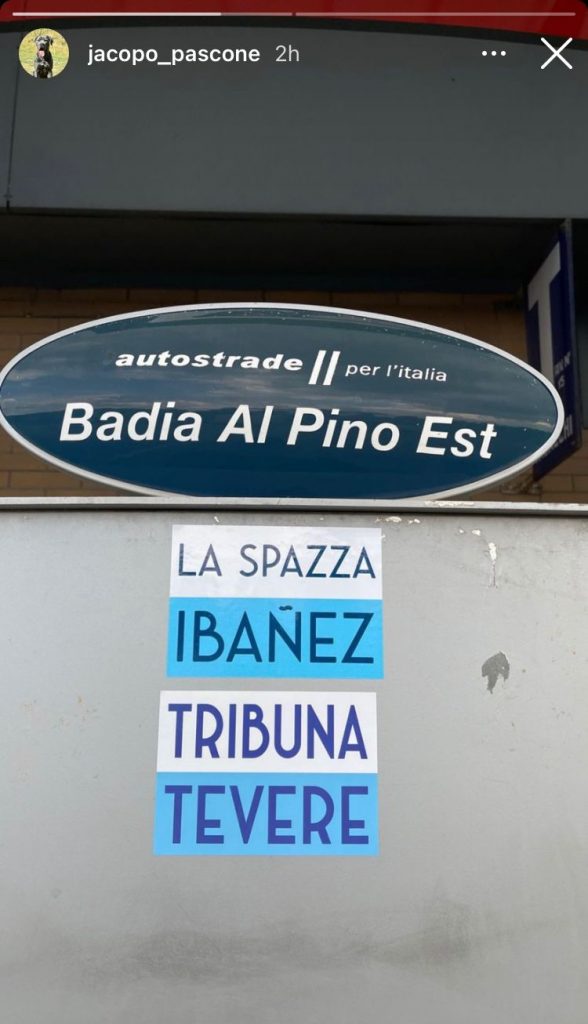 jacopo_pascone 2h
autostrade per l'italia
Badia Al Pino Est
T
LA SPAZZA
IBAÑEZ
TRIBUNA
TEVERE